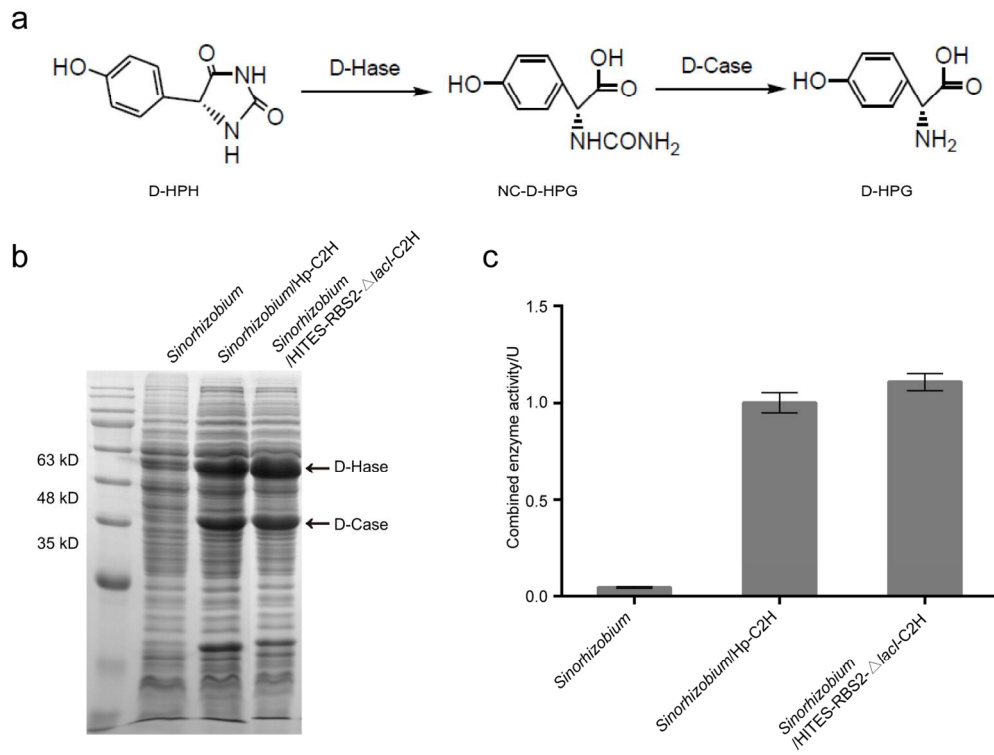 a
HO
O
NH
O
N
H
D-HPH
D-Hase
HO
OH
O
NHCONH₂
NC-D-HPG
D-Case
HO
OH
O
NH₂
D-HPG
b
Sinorhizobium
Sinorhizobium/Hp-C2H
Sinorhizobium
/HITES-RBS2-△lacI-C2H
63 kD
48 kD
35 kD
D-Hase
D-Case
c
Combined enzyme activity/U
1.5
1.0
0.5
0.0
Sinorhizobium
Sinorhizobium/Hp-C2H
Sinorhizobium
/HITES-RBS2-△lacI-C2H